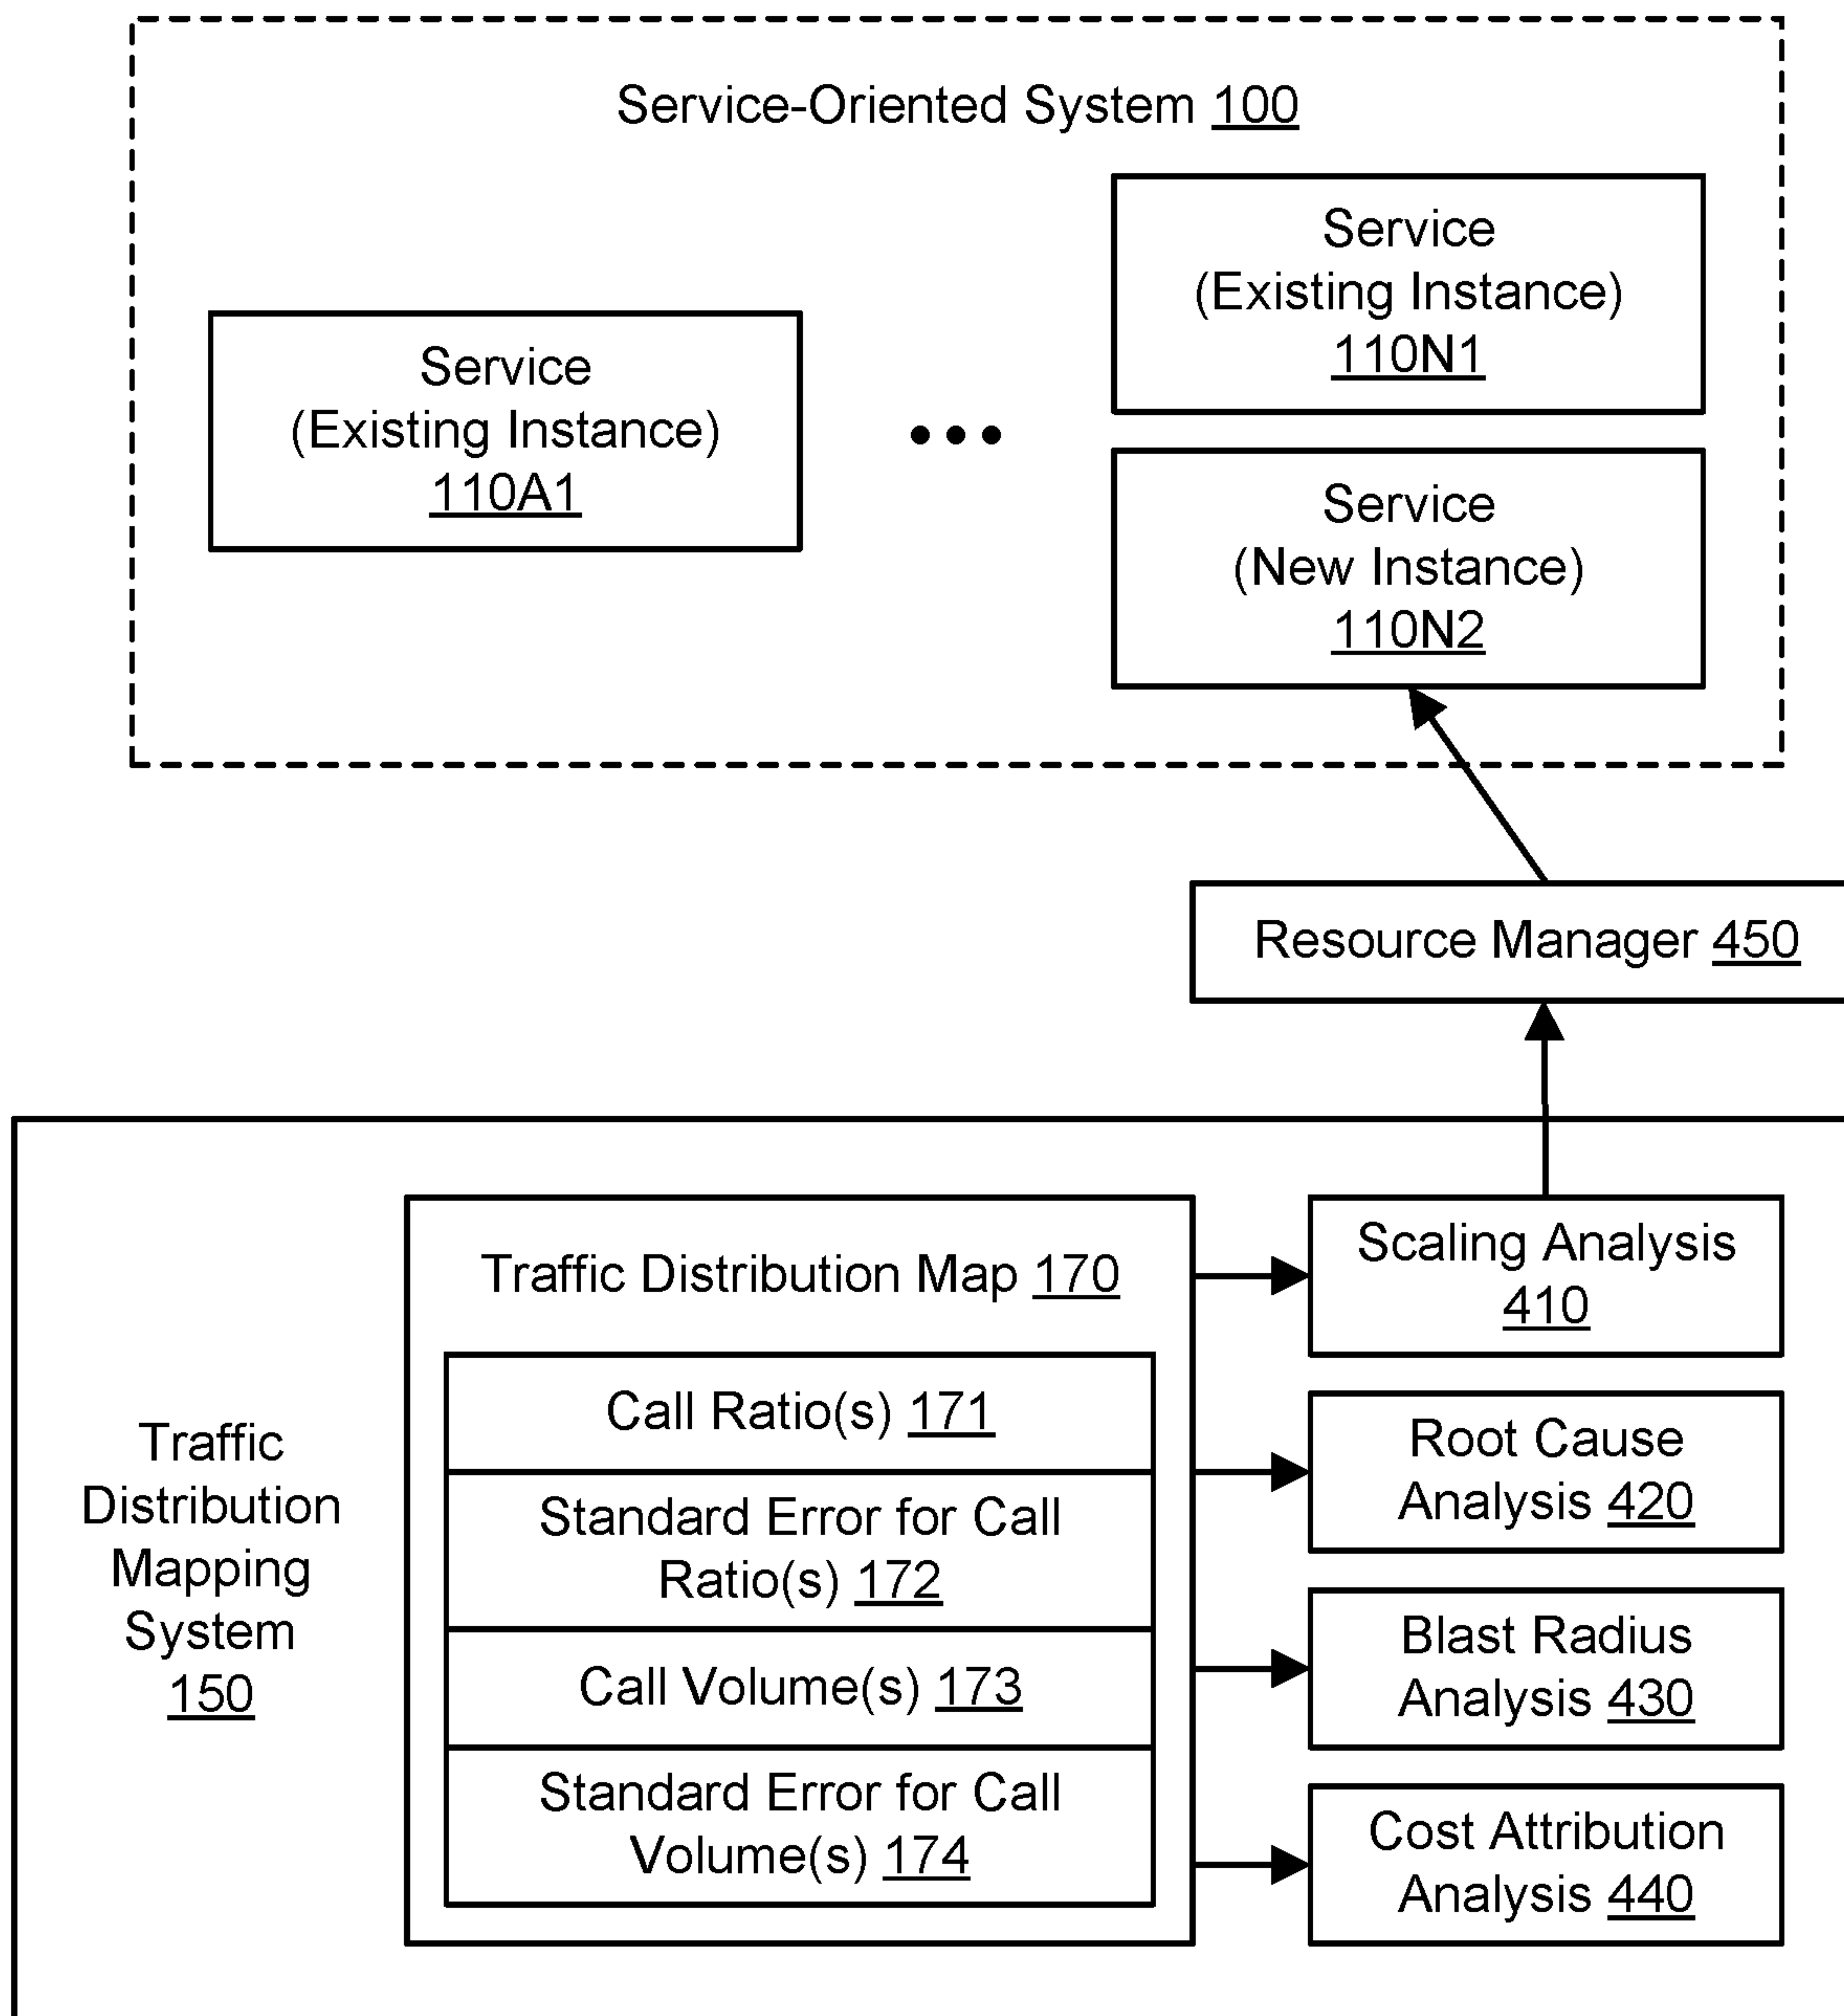 Service-Oriented System 100
Service
(Existing Instance)
110A1
Service
(Existing Instance)
110N1
Service
(New Instance)
110N2
Resource Manager 450
Traffic
Distribution
Mapping
System
150
Traffic Distribution Map 170
Call Ratio(s) 171
Standard Error for Call
Ratio(s) 172
Call Volume(s) 173
Standard Error for Call
Volume(s) 174
Scaling Analysis
410
Root Cause
Analysis 420
Blast Radius
Analysis 430
Cost Attribution
Analysis 440